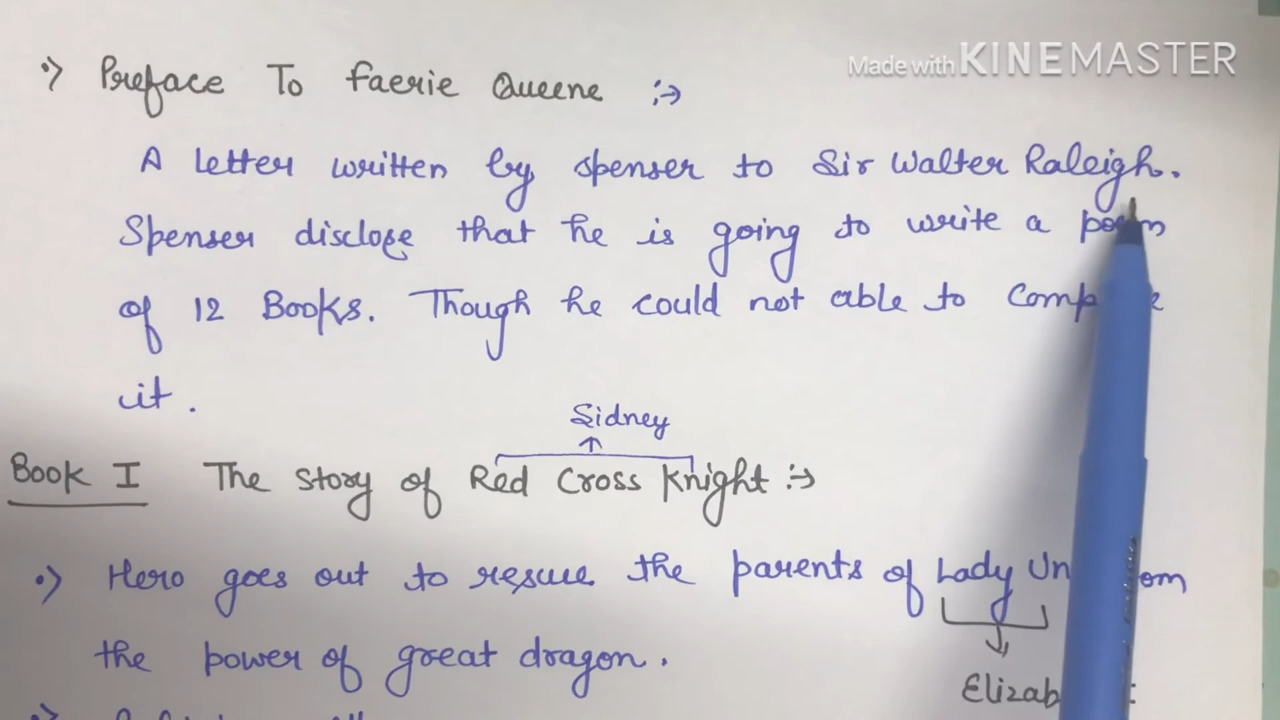 Made with KINEMASTER
•> Preface To Faerie Queene :->
A letter written by Spenser to Sir Walter Raleigh.
Spenser disclose that he is going to write a
of 12 Books. Though he could not able to
it.
Sidney
Book I The Story of Red Cross Knight :->
•> Hero goes out to rescue the parents of Lady
the power of great dragon.